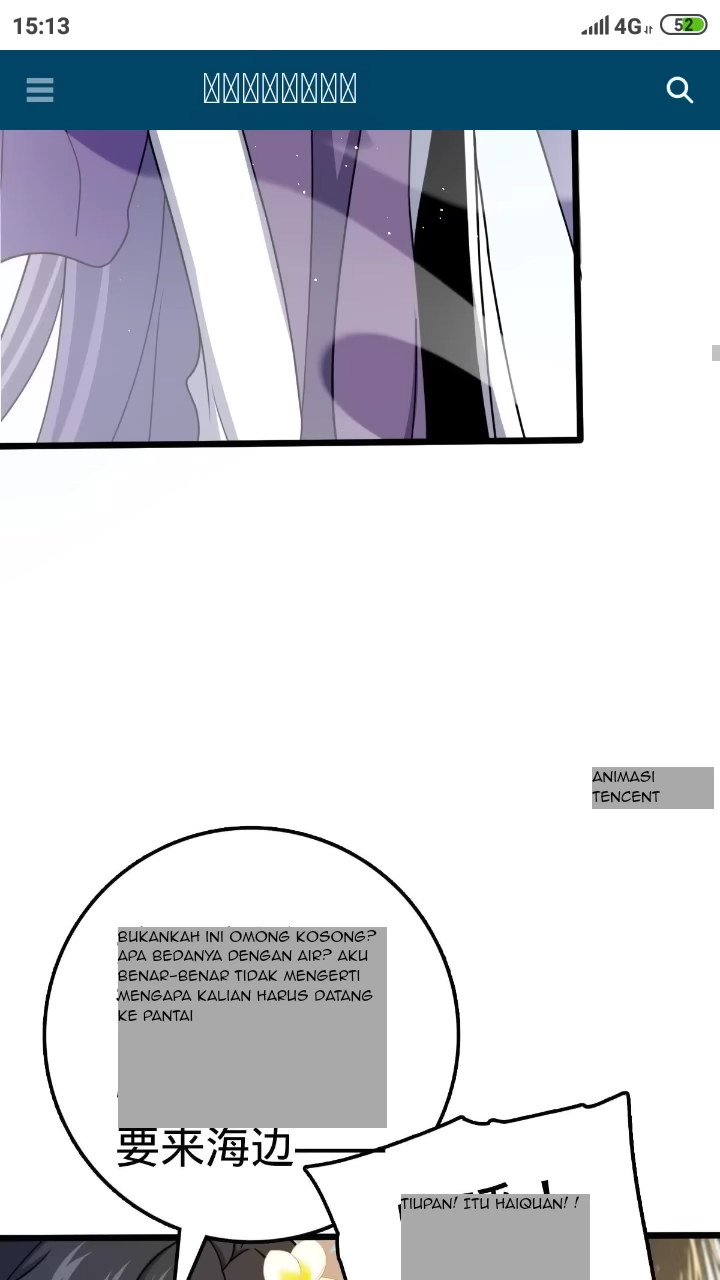 15:13
4G
52
ANIMASI
TENCENT
BUKANKAH INI OMONG KOSONG?
APA BEDANYA DENGAN AIR? AKU
BENAR-BENAR TIDAK MENGERTI
MENGAPA KALIAN HARUS DATANG
KE PANTAI
要来海边——
TIUPAN! ITU HAIQUAN! !